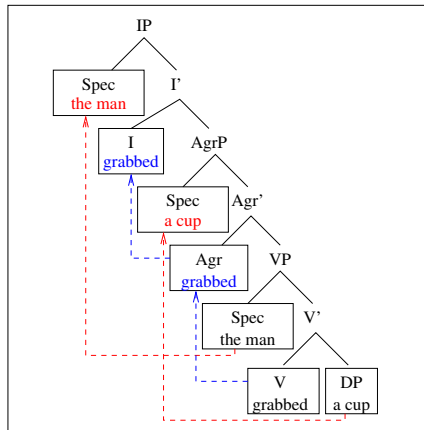 IP
Spec
the man
I'
I
grabbed
AgrP
Spec
a cup
Agr'
Agr
grabbed
VP
Spec
the man
V'
V
grabbed
DP
a cup